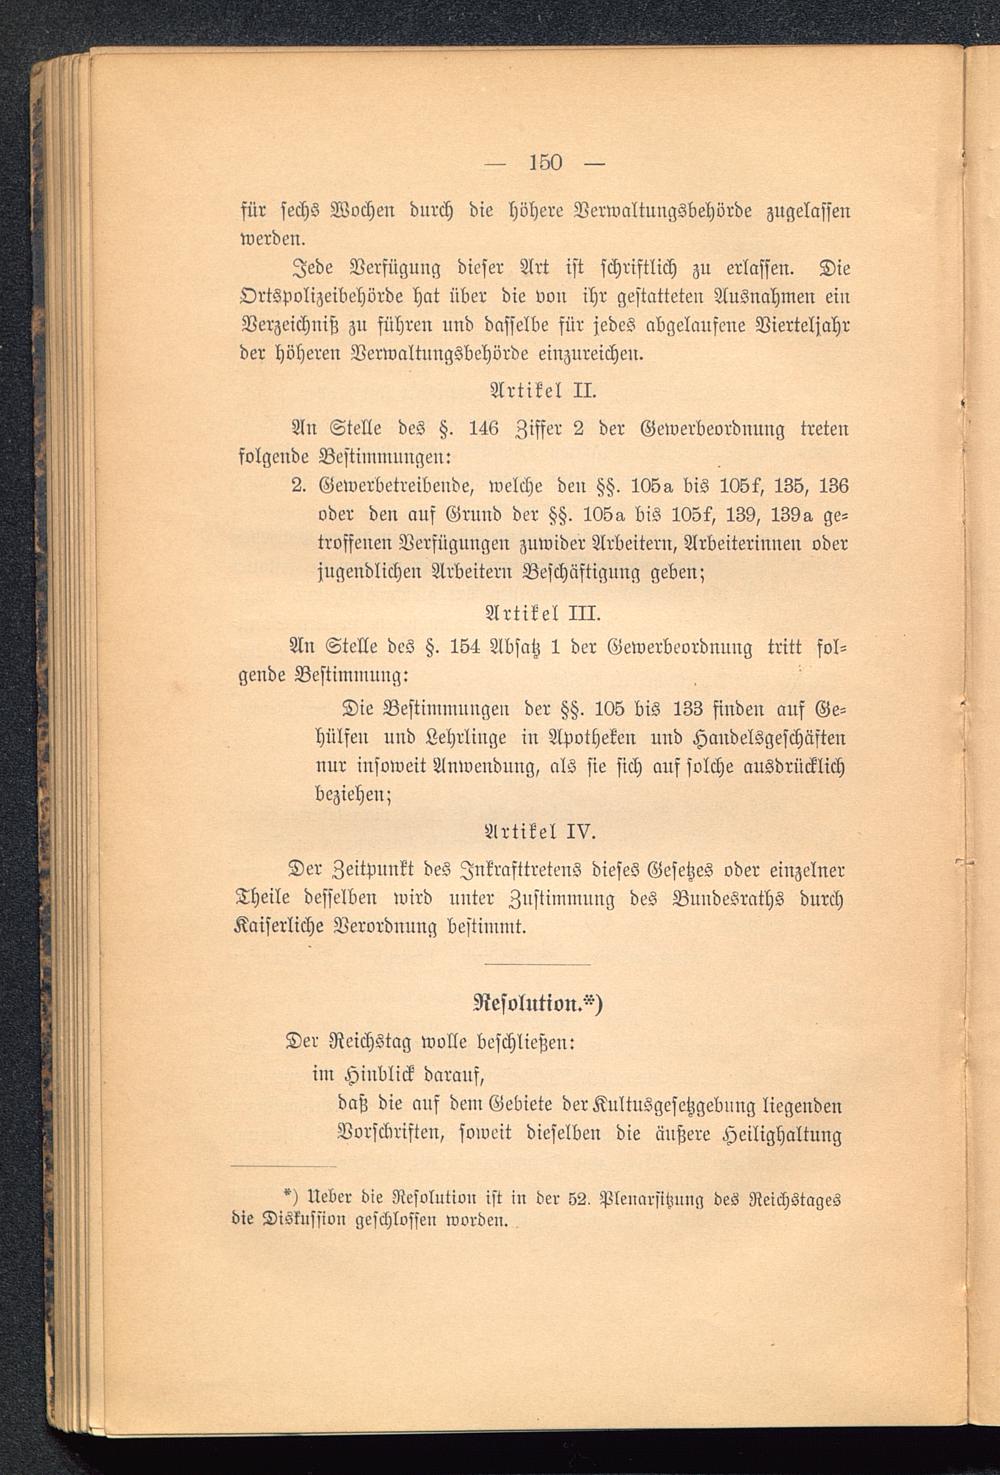 — 150 —
für sechs Wochen durch die höhere Verwaltungsbehörde zugelassen
werden.
Jede Verfügung dieser Art ist schriftlich zu erlassen. Die
Ortspolizeibehörde hat über die von ihr gestatteten Ausnahmen ein
Verzeichniß zu führen und dasselbe für jedes abgelaufene Vierteljahr
der höheren Verwaltungsbehörde einzureichen.
Artikel II.
An Stelle des §. 146 Ziffer 2 der Gewerbeordnung treten
folgende Bestimmungen:
2. Gewerbetreibende, welche den §§. 105a bis 105f, 135, 136
oder den auf Grund der §§. 105a bis 105f, 139, 139a ge-
troffenen Verfügungen zuwider Arbeitern, Arbeiterinnen oder
jugendlichen Arbeitern Beschäftigung geben;
Artikel III.
An Stelle des §. 154 Absatz 1 der Gewerbeordnung tritt fol-
gende Bestimmung:
Die Bestimmungen der §§. 105 bis 133 finden auf Ge-
hülfen und Lehrlinge in Apotheken und Handelsgeschäften
nur insoweit Anwendung, als sie sich auf solche ausdrücklich
beziehen;
Artikel IV.
Der Zeitpunkt des Inkrafttretens dieses Gesetzes oder einzelner
Theile desselben wird unter Zustimmung des Bundesraths durch
Kaiserliche Verordnung bestimmt.
Resolution.*)
Der Reichstag wolle beschließen:
im Hinblick darauf,
daß die auf dem Gebiete der Kultusgesetzgebung liegenden
Vorschriften, soweit dieselben die äußere Heilighaltung
*) Ueber die Resolution ist in der 52. Plenarsitzung des Reichstages
die Diskussion geschlossen worden.